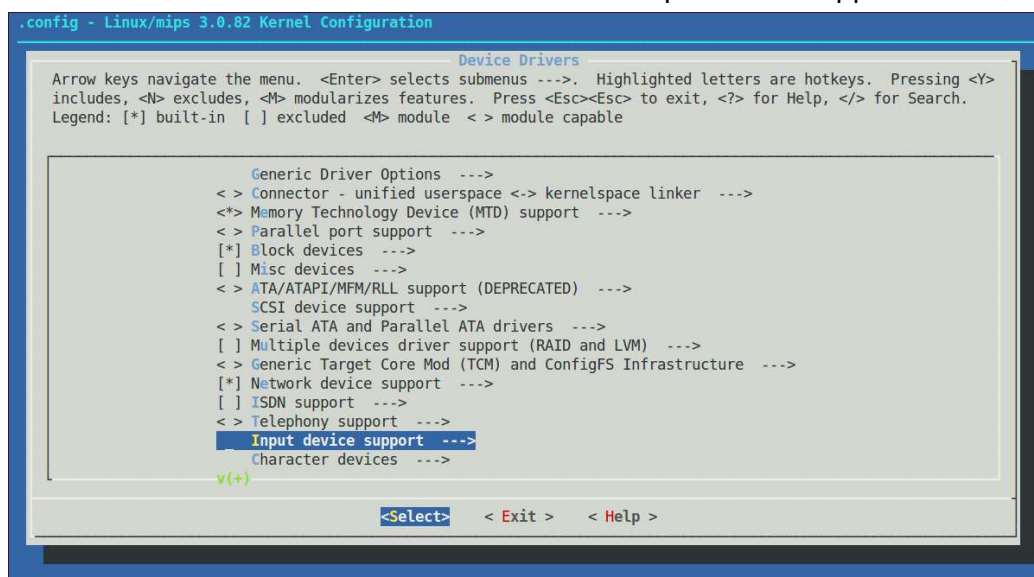 .config - Linux/mips 3.0.82 Kernel Configuration
Device Drivers
Arrow keys navigate the menu. <Enter> selects submenus --->. Highlighted letters are hotkeys. Pressing <Y>
includes, <N> excludes, <M> modularizes features. Press <Esc><Esc> to exit, <?> for Help, </> for Search.
Legend: [*] built-in [ ] excluded <M> module < > module capable
Generic Driver Options --->
< > Connector - unified userspace <-> kernelspace linker --->
<*> Memory Technology Device (MTD) support --->
< > Parallel port support --->
[*] Block devices --->
[ ] Misc devices --->
< > ATA/ATAPI/MFM/RLL support (DEPRECATED) --->
SCSI device support --->
< > Serial ATA and Parallel ATA drivers --->
[ ] Multiple devices driver support (RAID and LVM) --->
< > Generic Target Core Mod (TCM) and ConfigFS Infrastructure --->
[*] Network device support --->
[ ] ISDN support --->
< > Telephony support --->
Input device support --->
Character devices --->
v(+)
<Select> < Exit > < Help >